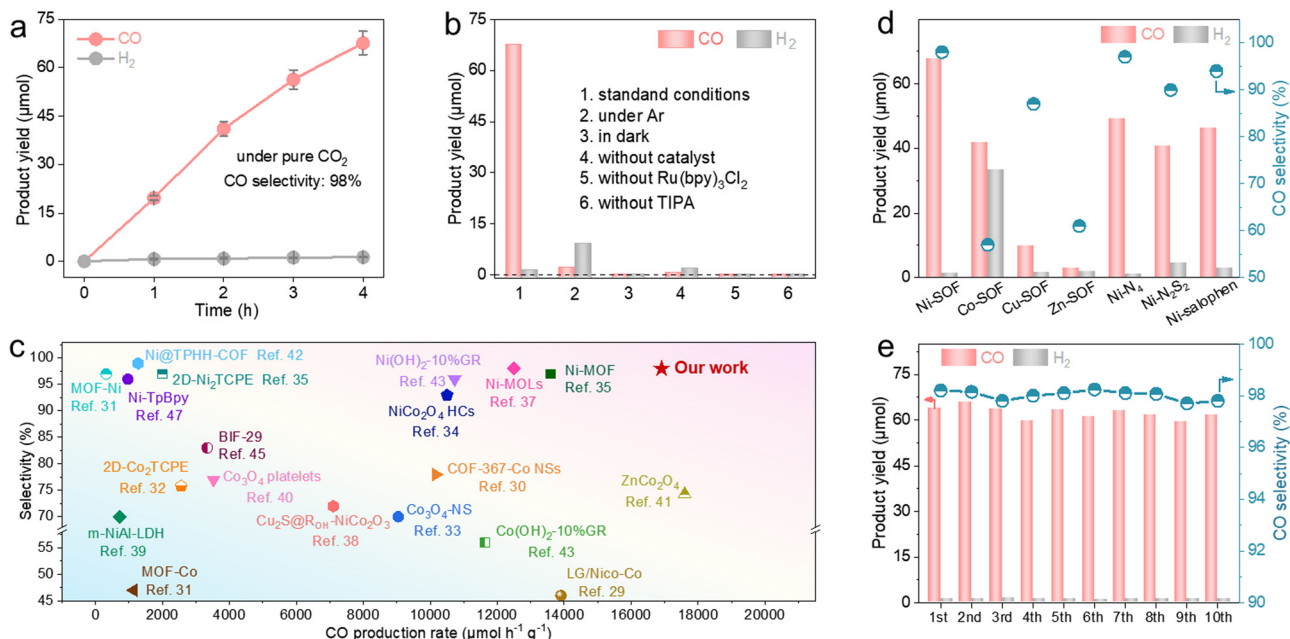 a
Product yield (μmol)
75
60
45
30
15
0
CO
H2
under pure CO2
CO selectivity: 98%
0
1
2
3
4
Time (h)
b
Product yield (μmol)
75
60
45
30
15
0
CO
H2
1. standand conditions
2. under Ar
3. in dark
4. without catalyst
5. without Ru(bpy)3Cl2
6. without TIPA
1
2
3
4
5
6
d
Product yield (μmol)
60
40
20
0
CO
H2
100
90
80
70
60
50
CO selectivity (%)
Ni-SOF
Co-SOF
Cu-SOF
Zn-SOF
Ni-N4
Ni-N2S2
Ni-salophen
c
Selectivity (%)
100
95
90
85
80
75
70
55
50
45
Ni@TPHH-COF Ref. 42
MOF-Ni
Ref. 31
2D-Ni2TCPE Ref. 35
Ni-TpBpy
Ref. 47
Ni(OH)2-10%GR
Ref. 43
NiCo2O4 HCs
Ref. 34
Ni-MOLs
Ref. 37
Ni-MOF
Ref. 35
Our work
BIF-29
Ref. 45
2D-Co2TCPE
Ref. 32
Co3O4 platelets
Ref. 40
COF-367-Co NSs
Ref. 30
ZnCo2O4
Ref. 41
m-NiAl-LDH
Ref. 39
Cu2S@ROH-NiCo2O3
Ref. 38
Co3O4-NS
Ref. 33
Co(OH)2-10%GR
Ref. 43
MOF-Co
Ref. 31
LG/Nico-Co
Ref. 29
0
2000
4000
6000
8000
10000
12000
14000
16000
18000
20000
CO production rate (μmol h-1 g-1)
e
Product yield (μmol)
75
60
45
30
15
0
CO
H2
100
98
97
95
94
92
90
CO selectivity (%)
1st
2nd
3rd
4th
5th
6th
7th
8th
9th
10th